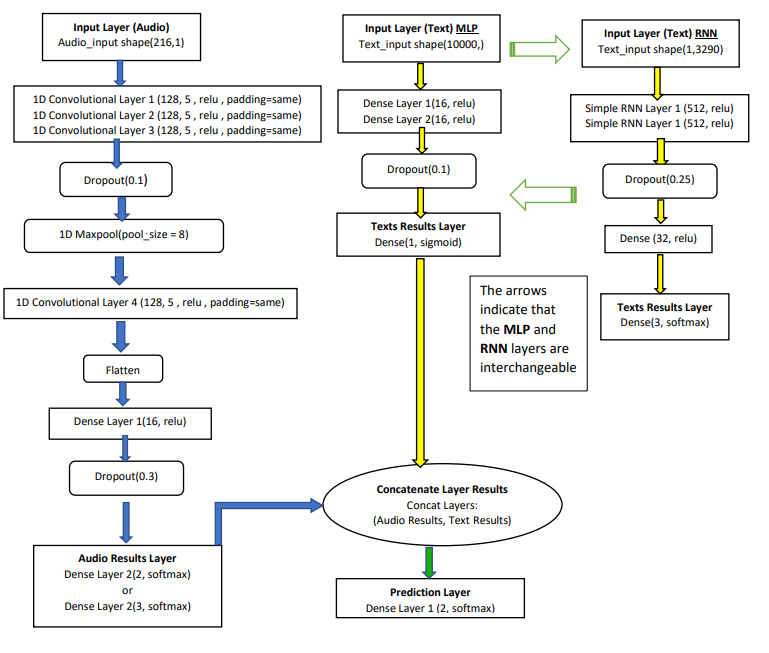 Input Layer (Audio)
Audio_input shape(216,1)
1D Convolutional Layer 1 (128, 5 , relu , padding=same)
1D Convolutional Layer 2 (128, 5 , relu , padding=same)
1D Convolutional Layer 3 (128, 5 , relu , padding=same)
Dropout(0.1)
1D Maxpool(pool_size = 8)
1D Convolutional Layer 4 (128, 5 , relu , padding=same)
Flatten
Dense Layer 1(16, relu)
Dropout(0.3)
Audio Results Layer
Dense Layer 2(2, softmax)
or
Dense Layer 2(3, softmax)
Input Layer (Text) MLP
Text_input shape(10000,)
Dense Layer 1(16, relu)
Dense Layer 2(16, relu)
Dropout(0.1)
Texts Results Layer
Dense(1, sigmoid)
Input Layer (Text) RNN
Text_input shape(1,3290)
Simple RNN Layer 1 (512, relu)
Simple RNN Layer 1 (512, relu)
Dropout(0.25)
Dense (32, relu)
Texts Results Layer
Dense(3, softmax)
The arrows
indicate that
the MLP and
RNN layers are
interchangeable
Concatenate Layer Results
Concat Layers:
(Audio Results, Text Results)
Prediction Layer
Dense Layer 1 (2, softmax)